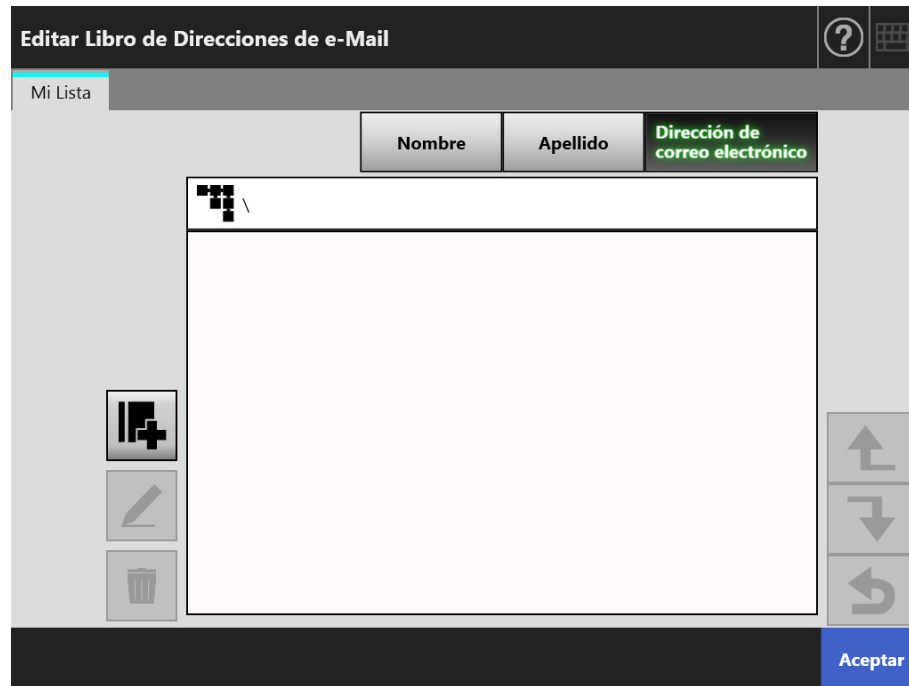 Editar Libro de Direcciones de e-Mail
?
Mi Lista
Nombre
Apellido
Dirección de
correo electrónico
\
Aceptar